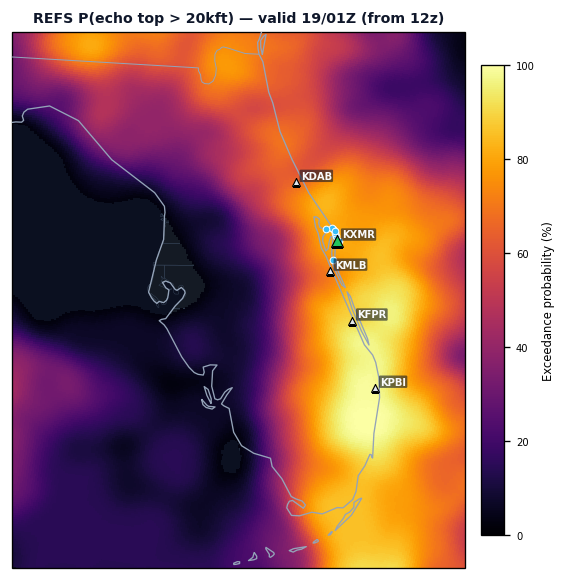 REFS P(echo top > 20kft) — valid 19/01Z (from 12z)
KDAB
KXMR
KMLB
KFPR
KPBI
100
80
60
40
20
0
Exceedance probability (%)